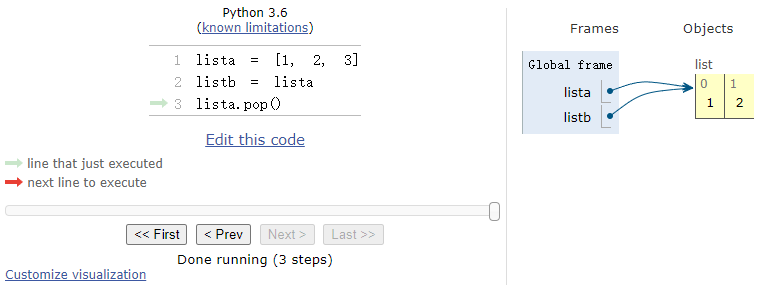 Python 3.6
(known limitations)
1 lista = [1, 2, 3]
2 listb = lista
3 lista.pop()
Edit this code
line that just executed
next line to execute
<< First < Prev Next > Last >>
Done running (3 steps)
Customize visualization
Frames Objects
Global frame
lista
listb
list
0 1
1 2